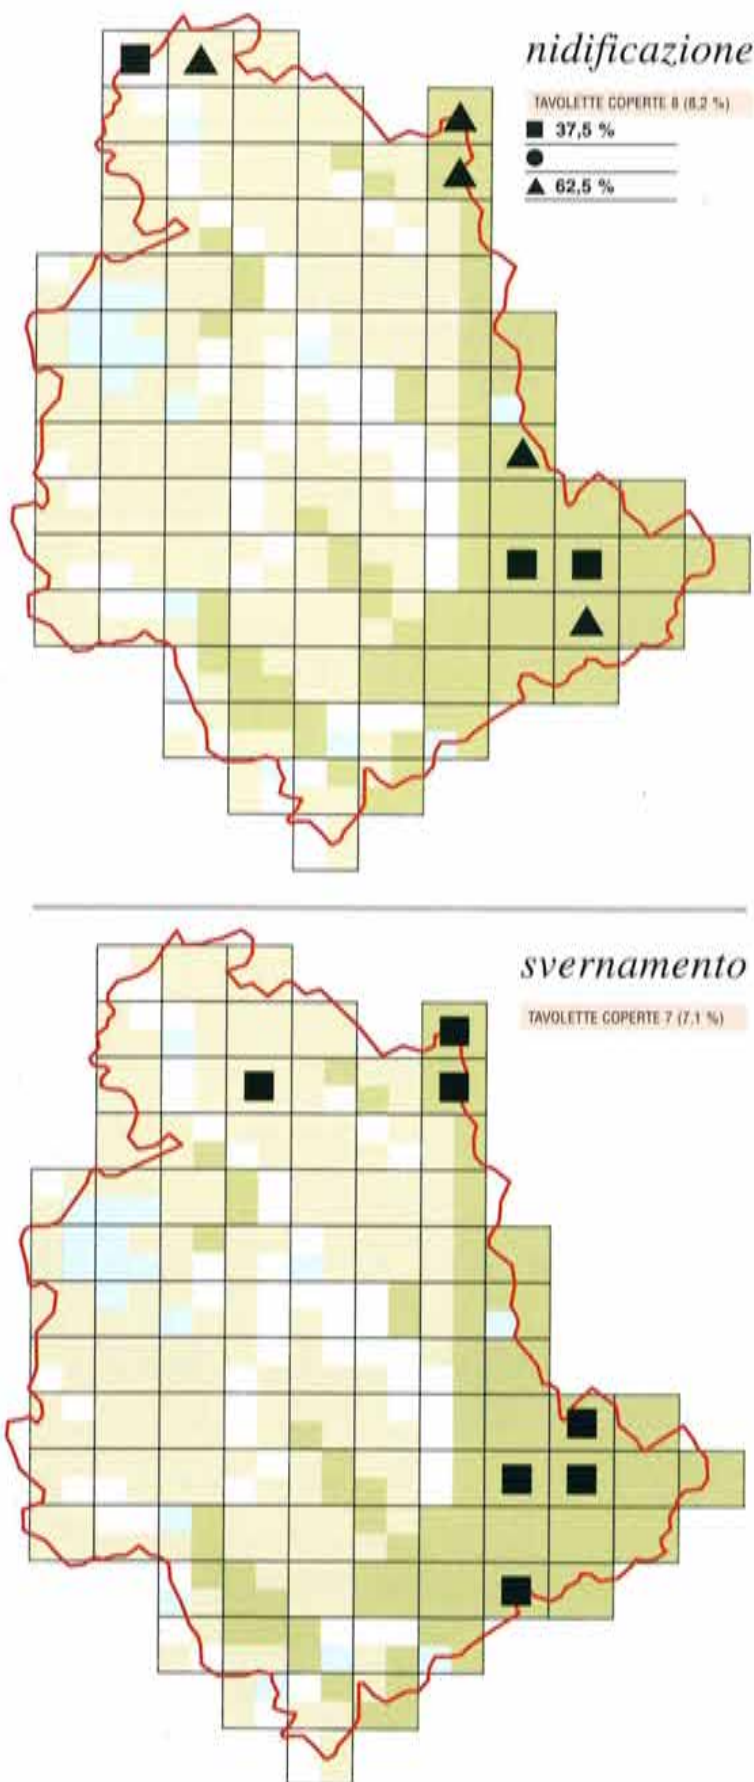 nidificazione
TAVOLETTE COPERTE 8 (8,2 %)
37,5 %
62,5 %
svernamento
TAVOLETTE COPERTE 7 (7,1 %)